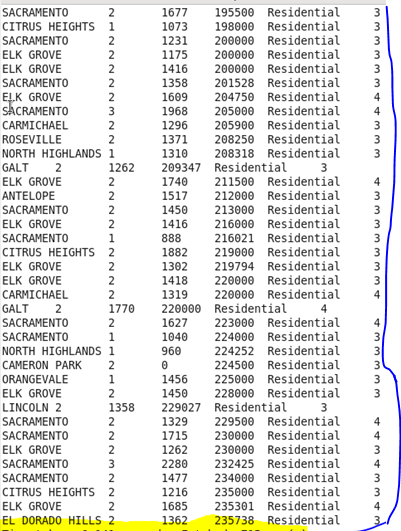 SACRAMENTO 2 1677 195500 Residential 3
CITRUS HEIGHTS 1 1073 198000 Residential 3
SACRAMENTO 2 1231 200000 Residential 3
ELK GROVE 2 1175 200000 Residential 3
ELK GROVE 2 1416 200000 Residential 3
SACRAMENTO 2 1358 201528 Residential 3
ELK GROVE 2 1609 204750 Residential 4
SACRAMENTO 3 1968 205000 Residential 4
CARMICHAEL 2 1296 205900 Residential 3
ROSEVILLE 2 1371 208250 Residential 3
NORTH HIGHLANDS 1 1310 208318 Residential 3
GALT 2 1262 209347 Residential 3
ELK GROVE 2 1740 211500 Residential 4
ANTELOPE 2 1517 212000 Residential 3
SACRAMENTO 2 1450 213000 Residential 3
ELK GROVE 2 1416 216000 Residential 3
SACRAMENTO 1 888 216021 Residential 3
CITRUS HEIGHTS 2 1882 219000 Residential 3
ELK GROVE 2 1302 219794 Residential 3
ELK GROVE 2 1418 220000 Residential 3
CARMICHAEL 2 1319 220000 Residential 4
GALT 2 1770 220000 Residential 4
SACRAMENTO 2 1627 223000 Residential 4
SACRAMENTO 1 1040 224000 Residential 3
NORTH HIGHLANDS 1 960 224252 Residential 3
CAMERON PARK 2 0 224500 Residential 3
ORANGEVALE 1 1456 225000 Residential 3
ELK GROVE 2 1450 228000 Residential 3
LINCOLN 2 1358 229027 Residential 3
SACRAMENTO 2 1329 229500 Residential 4
SACRAMENTO 2 1715 230000 Residential 4
ELK GROVE 2 1262 230000 Residential 3
SACRAMENTO 3 2280 232425 Residential 4
SACRAMENTO 2 1477 234000 Residential 3
CITRUS HEIGHTS 2 1216 235000 Residential 3
ELK GROVE 2 1685 235301 Residential 4
EL DORADO HILLS 2 1362 235738 Residential 3